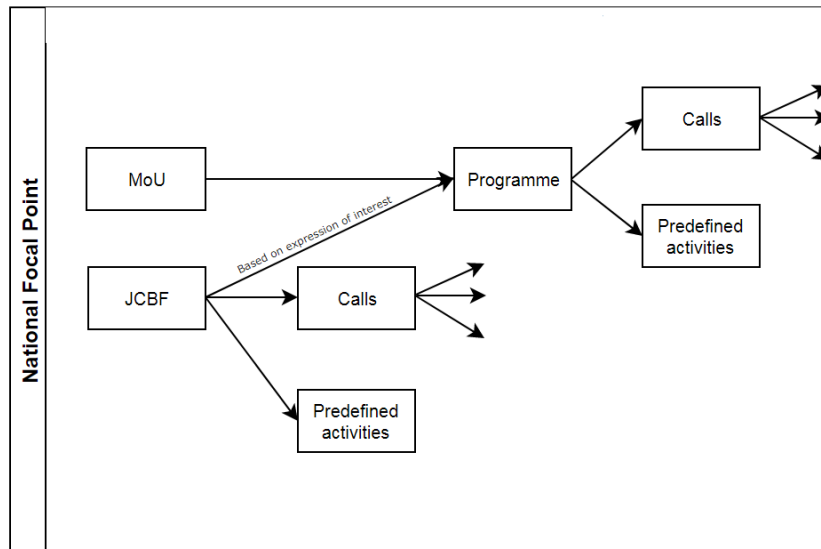 National Focal Point
Calls
MoU
Programme
Based on expression of interest
Predefined
activities
JCBF
Calls
Predefined
activities